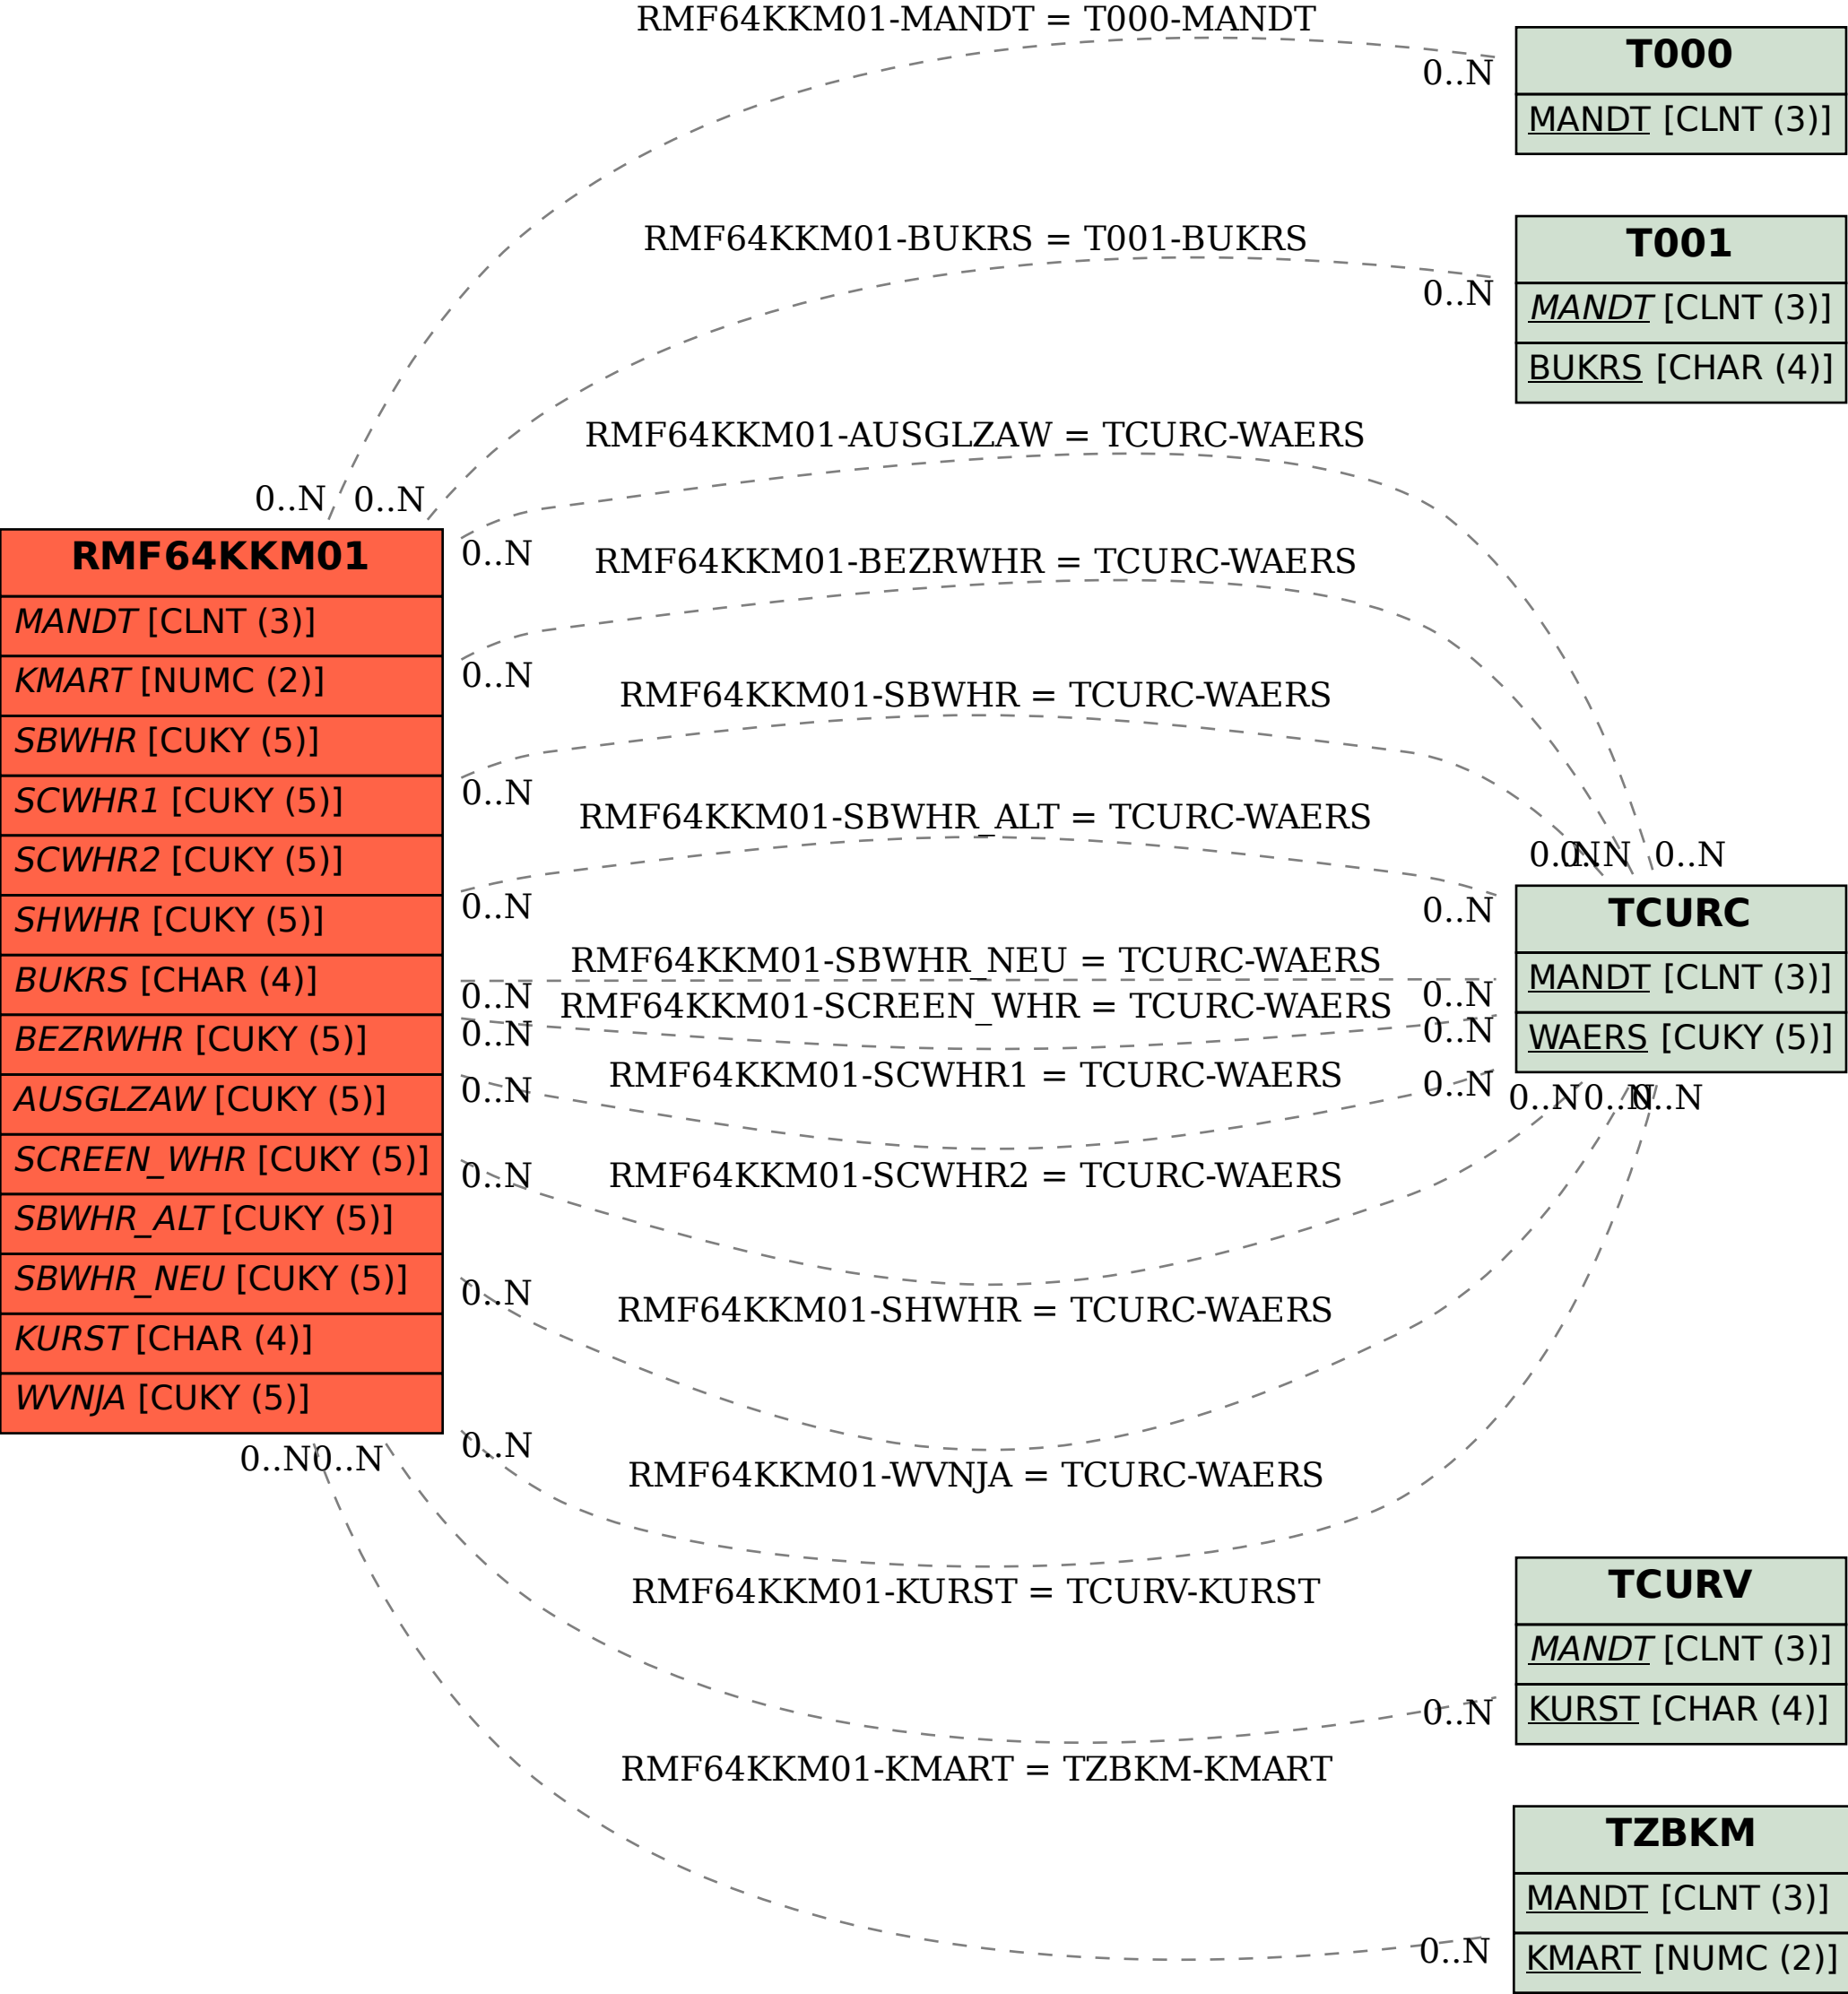 RMF64KKM01-MANDT = T000-MANDT
0..N
T000
MANDT [CLNT (3)]
RMF64KKM01-BUKRS = T001-BUKRS
0..N
T001
MANDT [CLNT (3)]
BUKRS [CHAR (4)]
RMF64KKM01-AUSGLZAW = TCURC-WAERS
0..N
0..N
0..N
RMF64KKM01-BEZRWHR = TCURC-WAERS
0..N
RMF64KKM01-SBWHR = TCURC-WAERS
0..N
RMF64KKM01-SBWHR_ALT = TCURC-WAERS
0..N
RMF64KKM01
MANDT [CLNT (3)]
KMART [NUMC (2)]
SBWHR [CUKY (5)]
SCWHR1 [CUKY (5)]
SCWHR2 [CUKY (5)]
SHWHR [CUKY (5)]
BUKRS [CHAR (4)]
BEZRWHR [CUKY (5)]
AUSGLZAW [CUKY (5)]
SCREEN_WHR [CUKY (5)]
SBWHR_ALT [CUKY (5)]
SBWHR_NEU [CUKY (5)]
KURST [CHAR (4)]
WVNJA [CUKY (5)]
0..N
0..N
0..N
0..N
TCURC
MANDT [CLNT (3)]
WAERS [CUKY (5)]
0..N
RMF64KKM01-SBWHR_NEU = TCURC-WAERS
0..N
0..N
RMF64KKM01-SCREEN_WHR = TCURC-WAERS
0..N
0..N
RMF64KKM01-SCWHR1 = TCURC-WAERS
0..N
0..N
0..N
0..N
0..N
RMF64KKM01-SCWHR2 = TCURC-WAERS
0..N
RMF64KKM01-SHWHR = TCURC-WAERS
0..N
RMF64KKM01-WVNJA = TCURC-WAERS
0..N
0..N
0..N
RMF64KKM01-KURST = TCURV-KURST
0..N
TCURV
MANDT [CLNT (3)]
KURST [CHAR (4)]
RMF64KKM01-KMART = TZBKM-KMART
0..N
TZBKM
MANDT [CLNT (3)]
KMART [NUMC (2)]